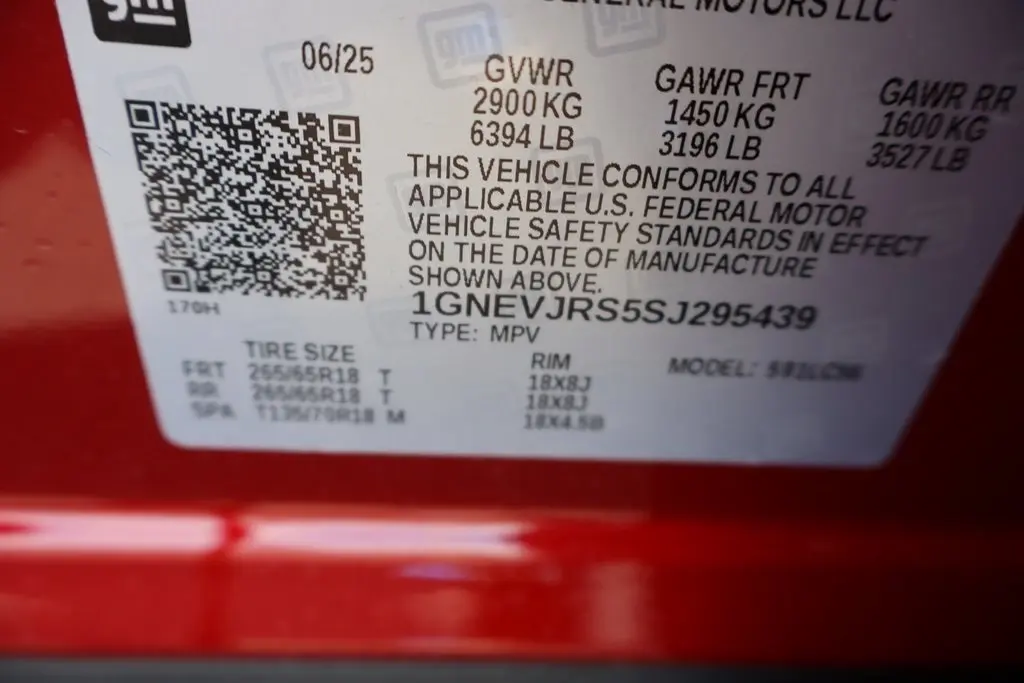 gm
GENERAL MOTORS LLC
06/25
GVWR
2900 KG
6394 LB
GAWR FRT
1450 KG
3196 LB
GAWR RR
1600 KG
3527 LB
THIS VEHICLE CONFORMS TO ALL
APPLICABLE U.S. FEDERAL MOTOR
VEHICLE SAFETY STANDARDS IN EFFECT
ON THE DATE OF MANUFACTURE
SHOWN ABOVE.
170H
1GNEVJRS5SJ295439
TYPE: MPV
TIRE SIZE RIM MODEL:
FRT 265/65R18 T 18X8J
RR 265/65R18 T 18X8J
SPA T135/70R18 M 18X4.5B